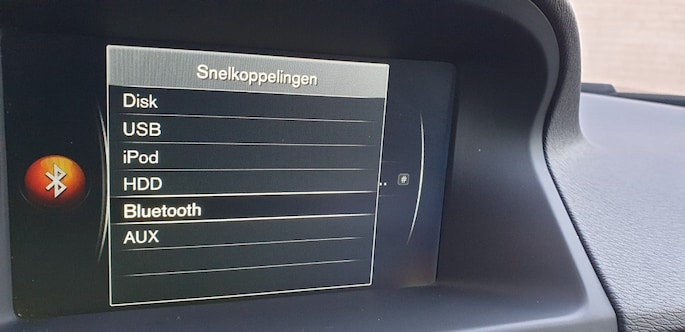 Snelkoppelingen
Disk
USB
iPod
HDD
Bluetooth
AUX
#